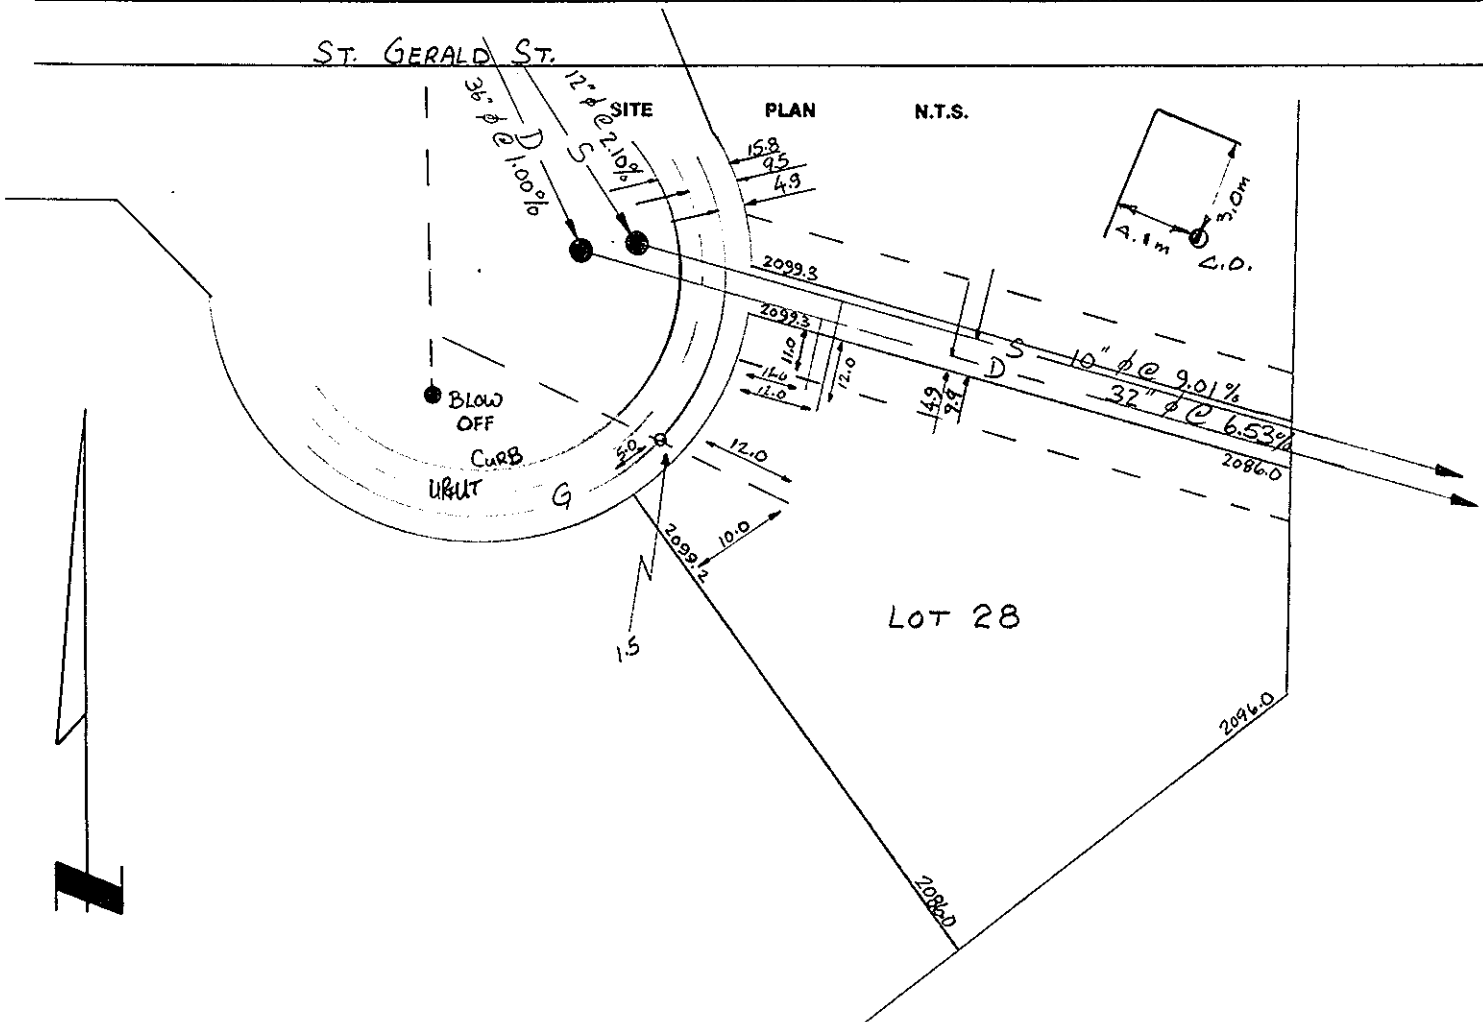 ST. GERALD ST.
SITE PLAN N.T.S.
36" ϕ @ 1.00%
D
12" ϕ @ 2.10%
S
15.8
9.5
4.9
3.0m
4.1m
C.O.
2099.3
2099.3
11.0
12.0
11.0
12.0
4.9
9.9
S
D
10" ϕ @ 9.01%
32" ϕ @ 6.53%
2086.0
BLOW
OFF
CURB
G
5.0
12.0
10.0
2099.2
1.5
LOT 28
2096.0
2086.0